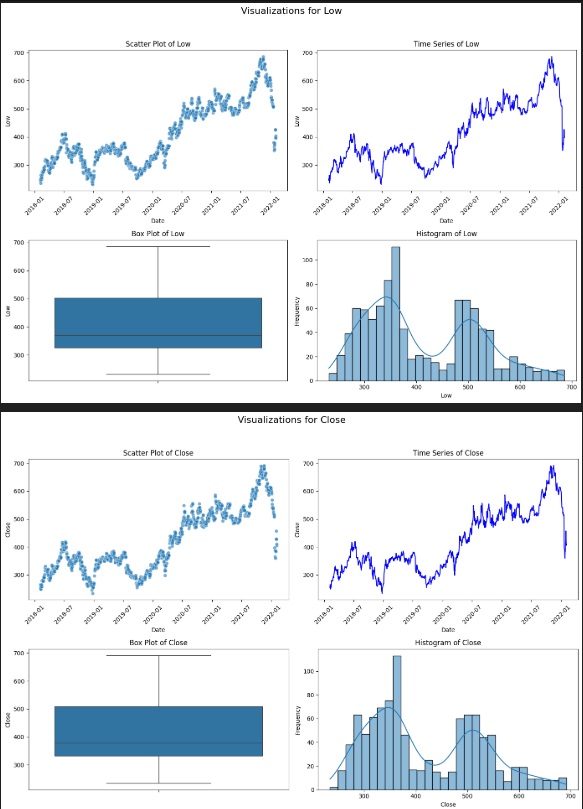 Visualizations for Low
Scatter Plot of Low
Time Series of Low
700
600
500
400
300
Low
2018-01 2018-07 2019-01 2019-07 2020-01 2020-07 2021-01 2021-07 2022-01
Date
700
600
500
400
300
Low
2018-01 2018-07 2019-01 2019-07 2020-01 2020-07 2021-01 2021-07 2022-01
Date
Box Plot of Low
Histogram of Low
700
600
500
400
300
Low
100
80
60
40
20
0
Frequency
300 400 500 600 700
Low
Visualizations for Close
Scatter Plot of Close
Time Series of Close
700
600
500
400
300
Close
2018-01 2018-07 2019-01 2019-07 2020-01 2020-07 2021-01 2021-07 2022-01
Date
700
600
500
400
300
Close
2018-01 2018-07 2019-01 2019-07 2020-01 2020-07 2021-01 2021-07 2022-01
Date
Box Plot of Close
Histogram of Close
700
600
500
400
300
Close
100
80
60
40
20
0
Frequency
300 400 500 600 700
Close